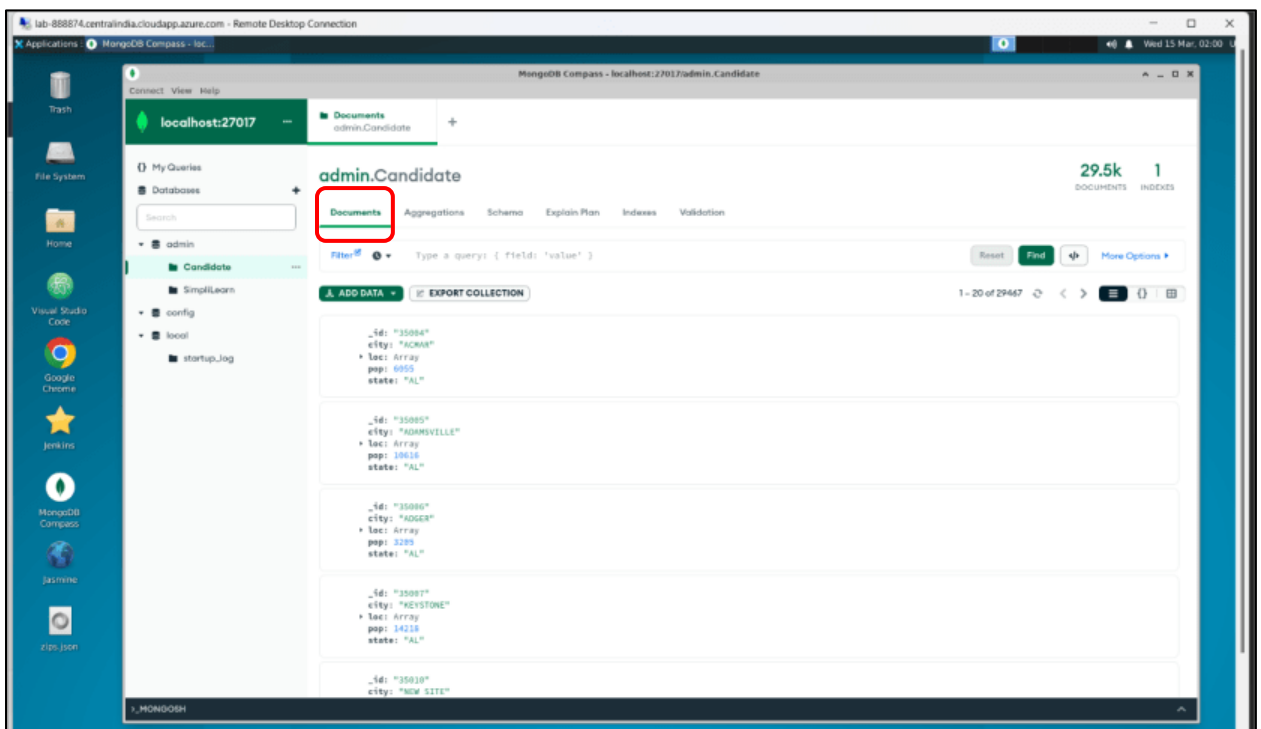 lab-888874.centralindia.cloudapp.azure.com - Remote Desktop Connection
Applications : MongoDB Compass - loc...
Wed 15 Mar, 02:00 U
Trash
File System
Home
Visual Studio
Code
Google
Chrome
Jenkins
MongoDB
Compass
Jasmine
zips.json
MongoDB Compass - localhost:27017/admin.Candidate
Connect View Help
localhost:27017 ...
{} My Queries
Databases +
Search
admin
Candidate ...
SimpliLearn
config
local
startup_log
Documents
admin.Candidate
+
admin.Candidate
29.5k 1
DOCUMENTS INDEXES
Documents Aggregations Schema Explain Plan Indexes Validation
Filter Type a query: { field: 'value' } Reset Find </> More Options
ADD DATA EXPORT COLLECTION 1 - 20 of 29467 < > {}
_id: "35004"
city: "ACMAR"
loc: Array
pop: 6055
state: "AL"
_id: "35005"
city: "ADAMSVILLE"
loc: Array
pop: 10616
state: "AL"
_id: "35006"
city: "ADGER"
loc: Array
pop: 3205
state: "AL"
_id: "35007"
city: "KEYSTONE"
loc: Array
pop: 14218
state: "AL"
_id: "35010"
city: "NEW SITE"
>_MONGOSH